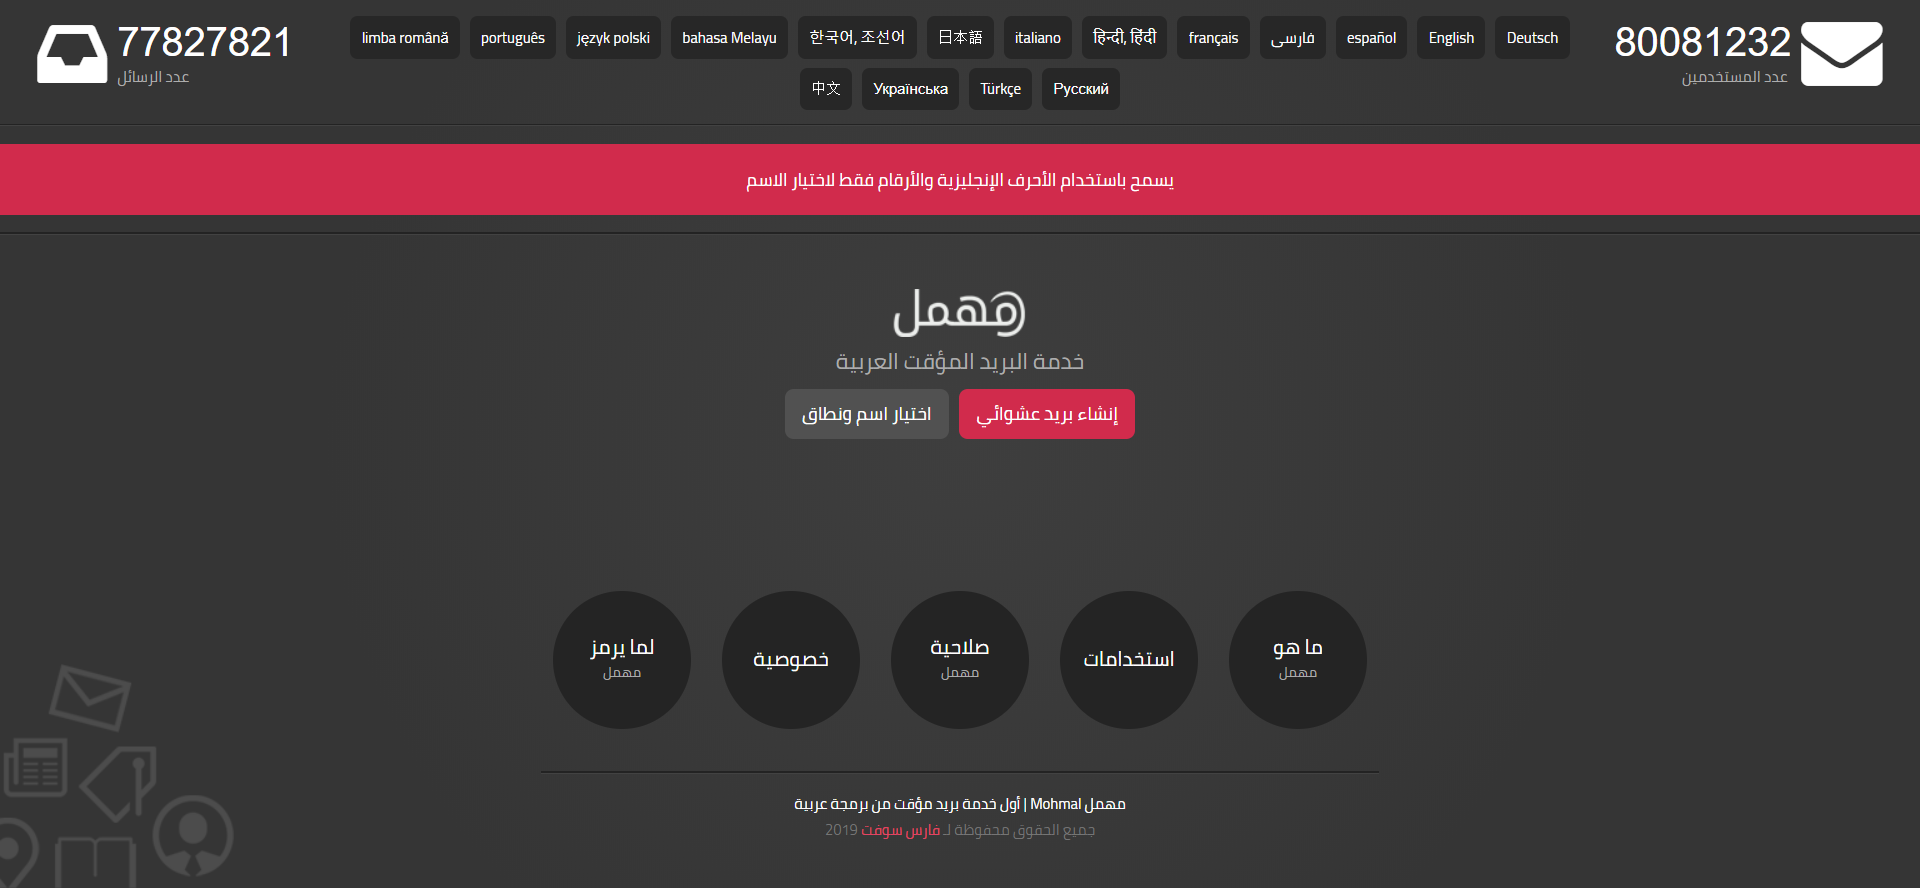 80081232
عدد المستخدمين
Deutsch
English
español
فارسی
français
हिन्दी, हिंदी
italiano
日本語
한국어, 조선어
bahasa Melayu
język polski
português
limba română
Русский
Türkçe
Українська
中文
77827821
عدد الرسائل
يسمح باستخدام الأحرف الإنجليزية والأرقام فقط لاختيار الاسم
مهمل
خدمة البريد المؤقت العربية
إنشاء بريد عشوائي
اختيار اسم ونطاق
ما هو
مهمل
استخدامات
صلاحية
مهمل
خصوصية
لما يرمز
مهمل
مهمل Mohmal | أول خدمة بريد مؤقت من برمجة عربية
جميع الحقوق محفوظة لـ فارس سوفت 2019